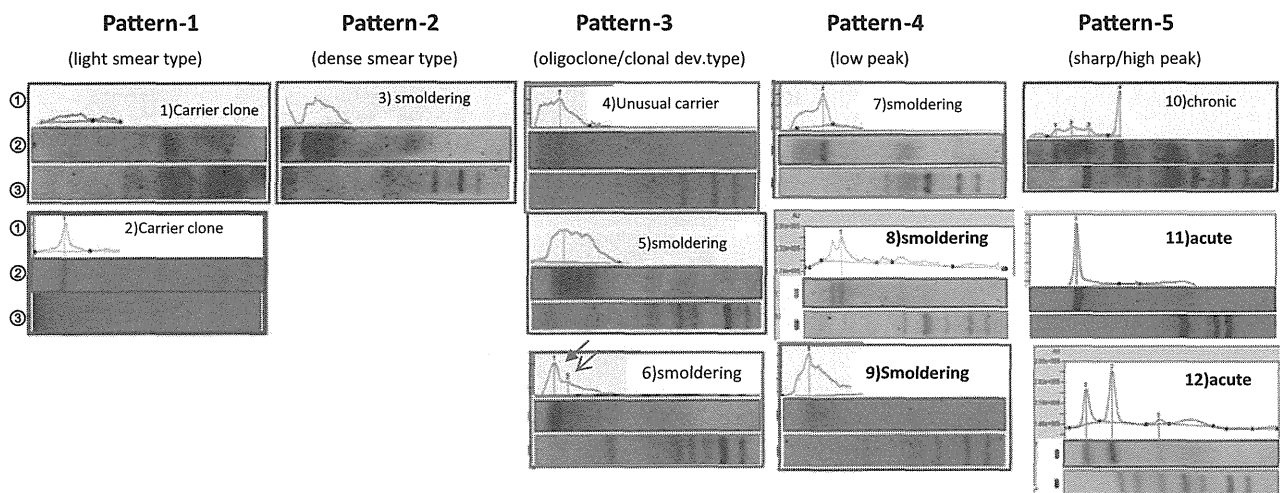 Pattern-1
(light smear type)
Pattern-2
(dense smear type)
Pattern-3
(oligoclone/clonal dev.type)
Pattern-4
(low peak)
Pattern-5
(sharp/high peak)
①
②
③
1)Carrier clone
3) smoldering
4)Unusual carrier
7)smoldering
10)chronic
①
②
③
2)Carrier clone
5)smoldering
8)smoldering
11)acute
6)smoldering
9)Smoldering
12)acute